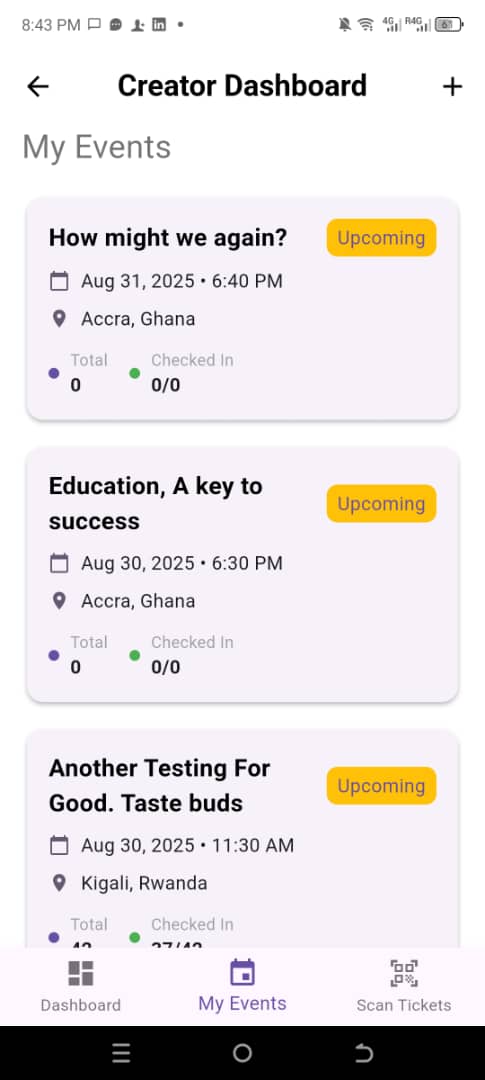 8:43 PM
4G R4G 61
Creator Dashboard
My Events
How might we again?
Upcoming
Aug 31, 2025 • 6:40 PM
Accra, Ghana
Total Checked In
0 0/0
Education, A key to
success
Upcoming
Aug 30, 2025 • 6:30 PM
Accra, Ghana
Total Checked In
0 0/0
Another Testing For
Good. Taste buds
Upcoming
Aug 30, 2025 • 11:30 AM
Kigali, Rwanda
Total Checked In
42 37/42
Dashboard My Events Scan Tickets